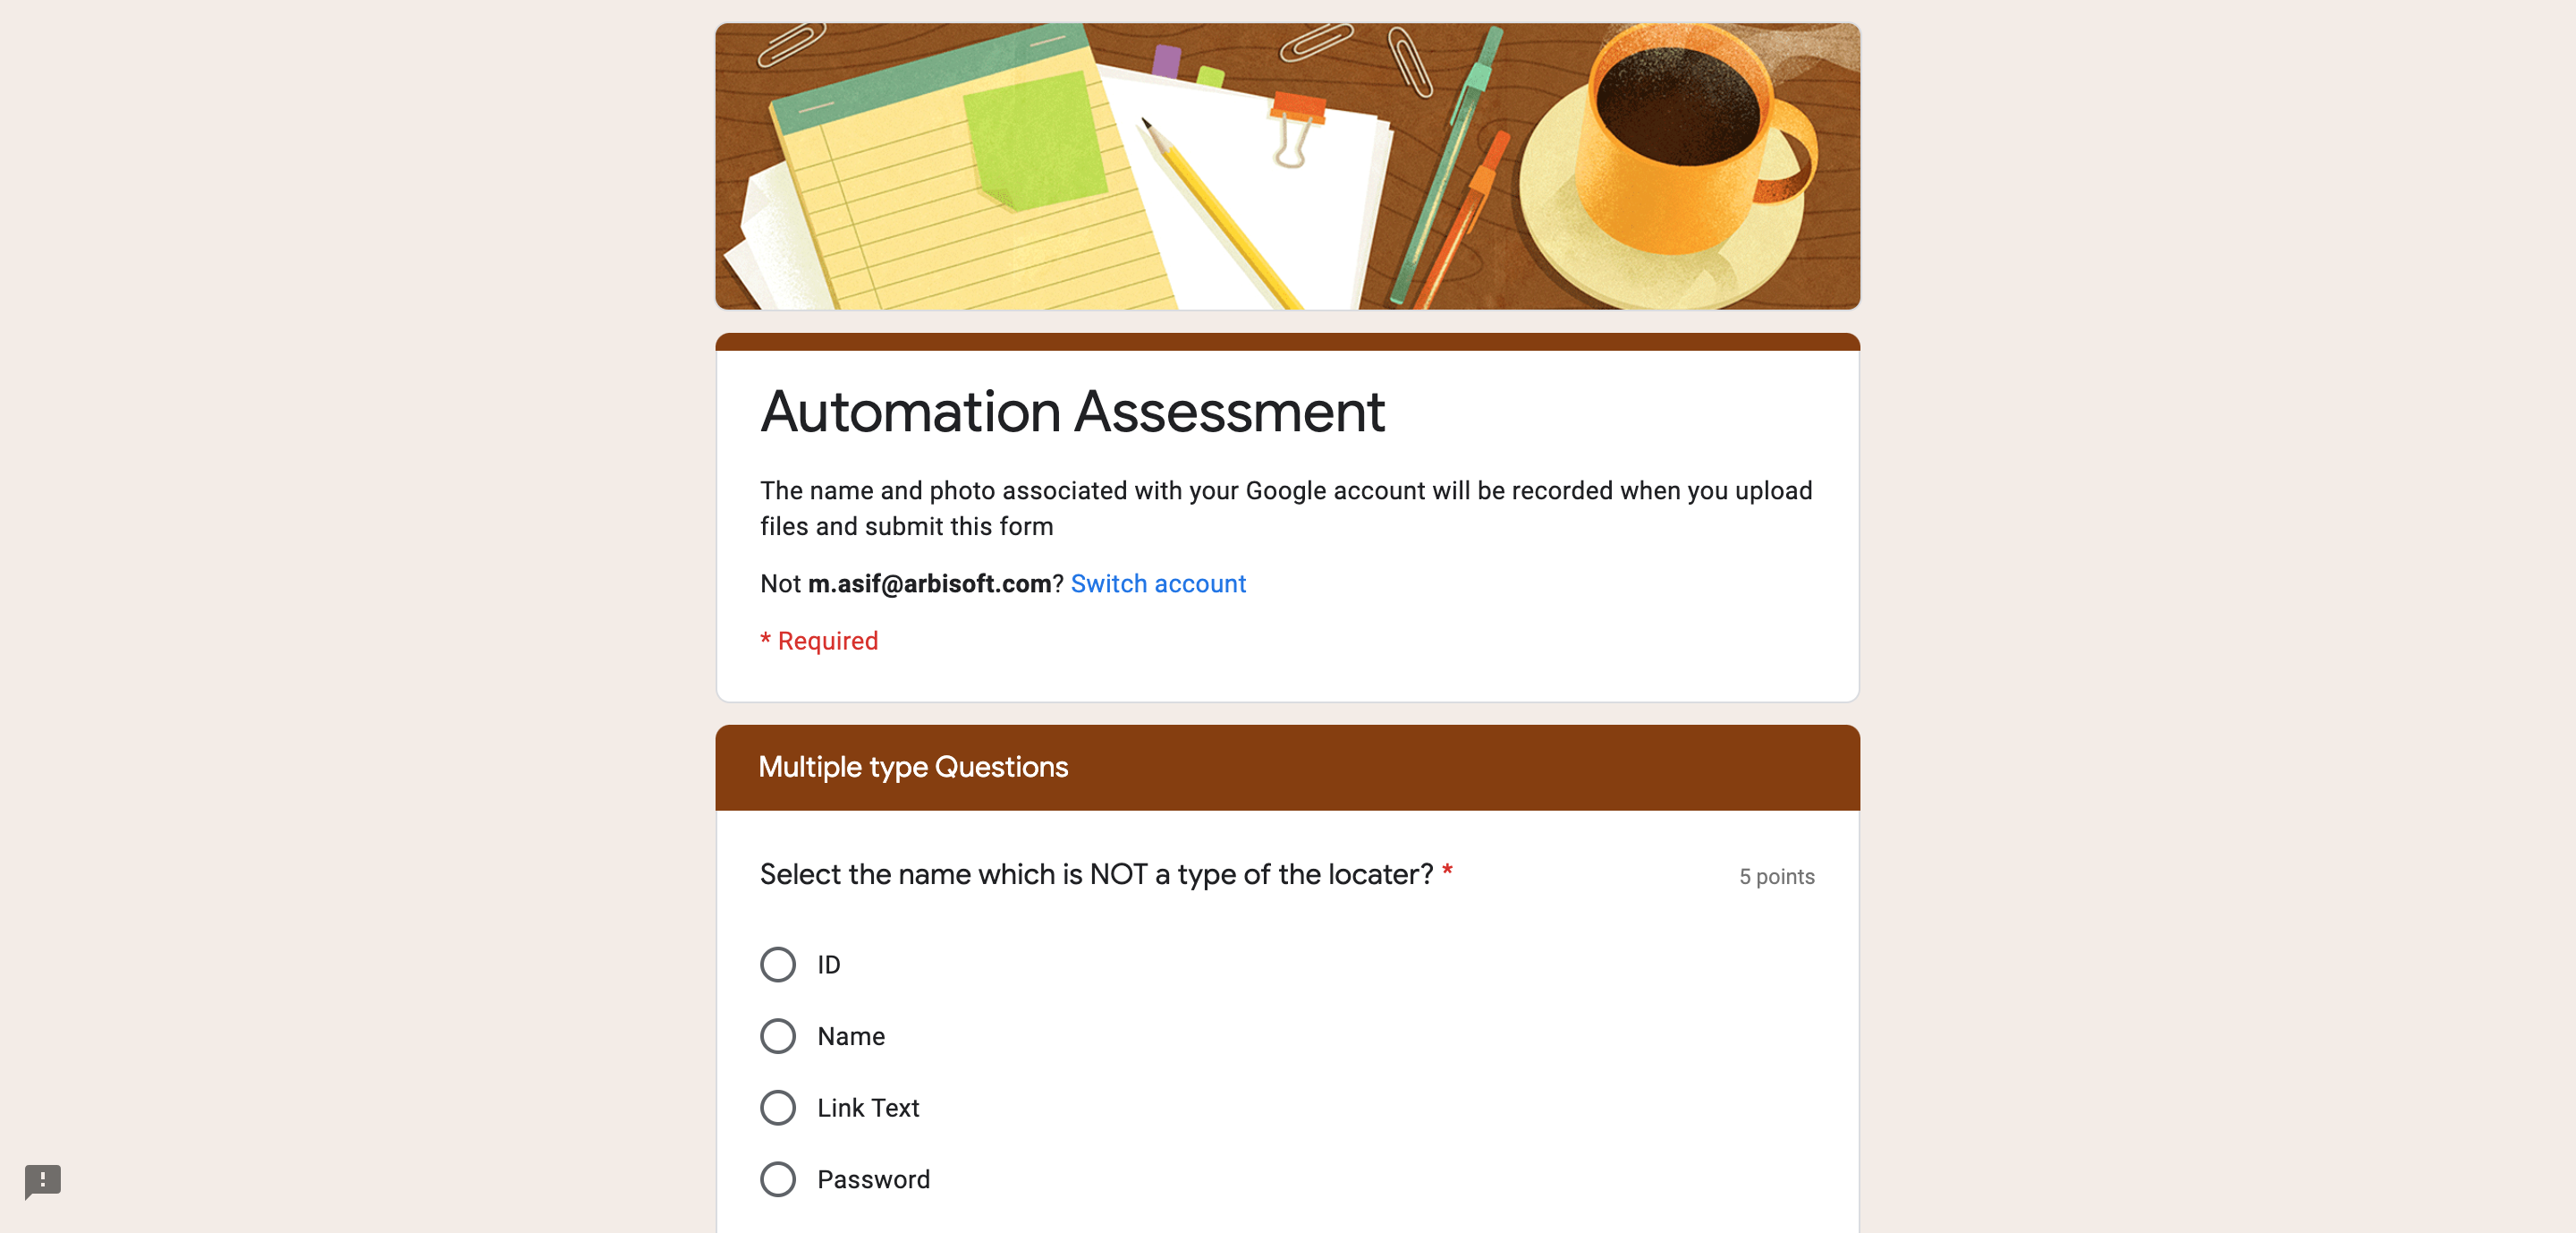 Automation Assessment
The name and photo associated with your Google account will be recorded when you upload
files and submit this form
Not m.asif@arbisoft.com? Switch account
* Required
Multiple type Questions
Select the name which is NOT a type of the locater? *
5 points
ID
Name
Link Text
Password